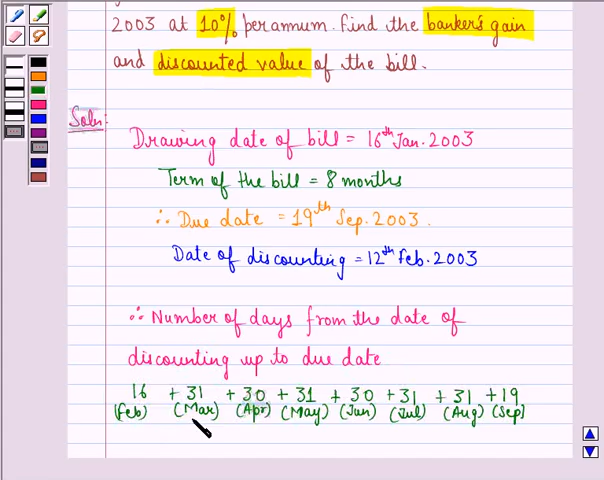 2003 at 10% per annum. Find the banker's gain
and discounted value of the bill.
Soln:
Drawing date of bill = 16th Jan. 2003
Term of the bill = 8 months
∴ Due date = 19th Sep. 2003.
Date of discounting = 12th Feb. 2003
∴ Number of days from the date of
discounting up to due date
16 + 31 + 30 + 31 + 30 + 31 + 31 + 19
(Feb) (Mar) (Apr) (May) (Jun) (Jul) (Aug) (Sep)